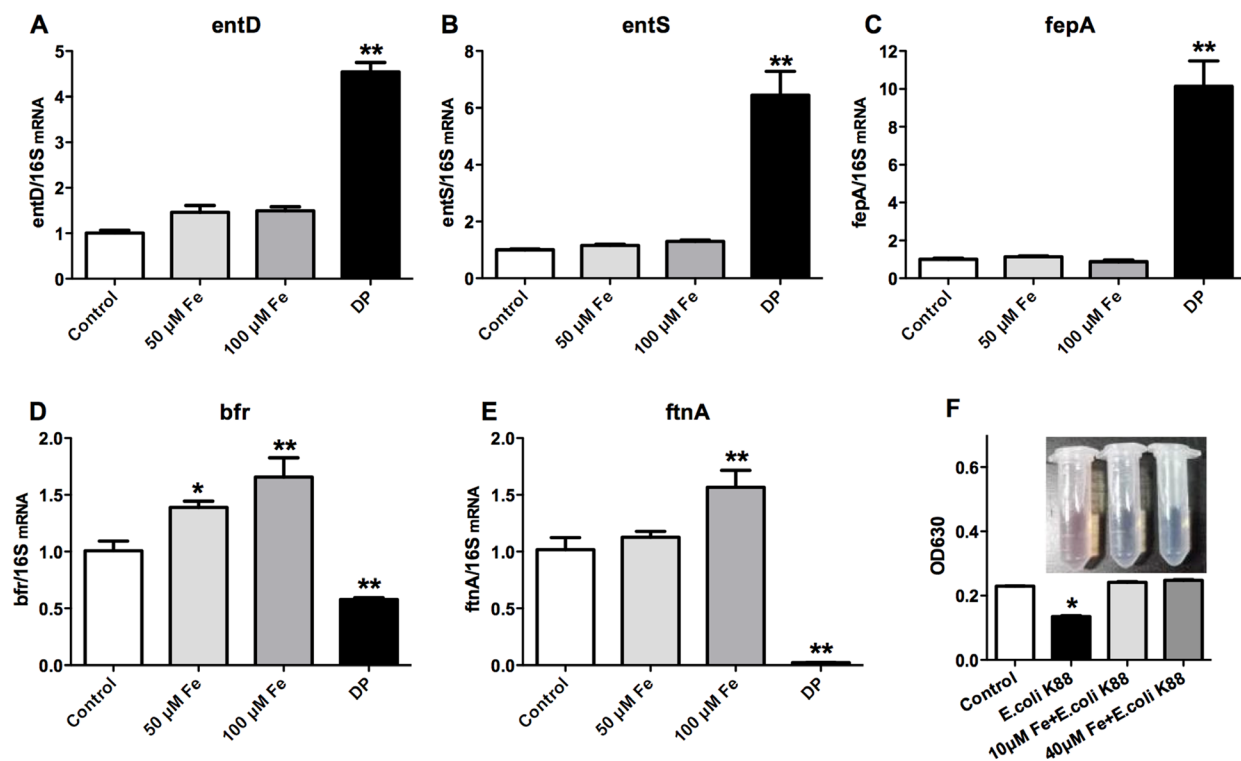 A
entD
entD/16S mRNA
5
4
3
2
1
0
**
Control
50 µM Fe
100 µM Fe
DP
B
entS
entS/16S mRNA
8
6
4
2
0
**
Control
50 µM Fe
100 µM Fe
DP
C
fepA
fepA/16S mRNA
12
10
8
6
4
2
0
**
Control
50 µM Fe
100 µM Fe
DP
D
bfr
bfr/16S mRNA
2.0
1.5
1.0
0.5
0.0
*
**
**
Control
50 µM Fe
100 µM Fe
DP
E
ftnA
ftnA/16S mRNA
2.0
1.5
1.0
0.5
0.0
**
**
Control
50 µM Fe
100 µM Fe
DP
F
OD630
0.6
0.4
0.2
0.0
*
Control
E.coli K88
10µM Fe+E.coli K88
40µM Fe+E.coli K88